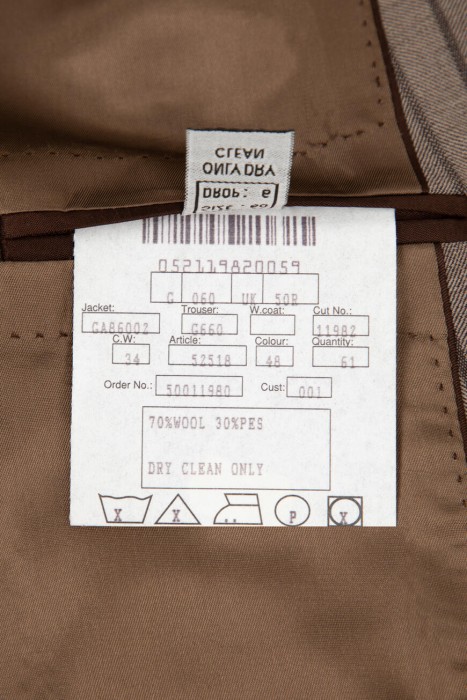 CLEAN
ONLY DRY
DROP: 6
052119820059
G 060 UK 50R
Jacket: Trouser: W.coat: Cut No.:
GA86002 G660 11982
C.W: Article: Colour: Quantity:
34 52518 48 61
Order No.: 50011980 Cust: 001
70%WOOL 30%PES
DRY CLEAN ONLY
X X P X